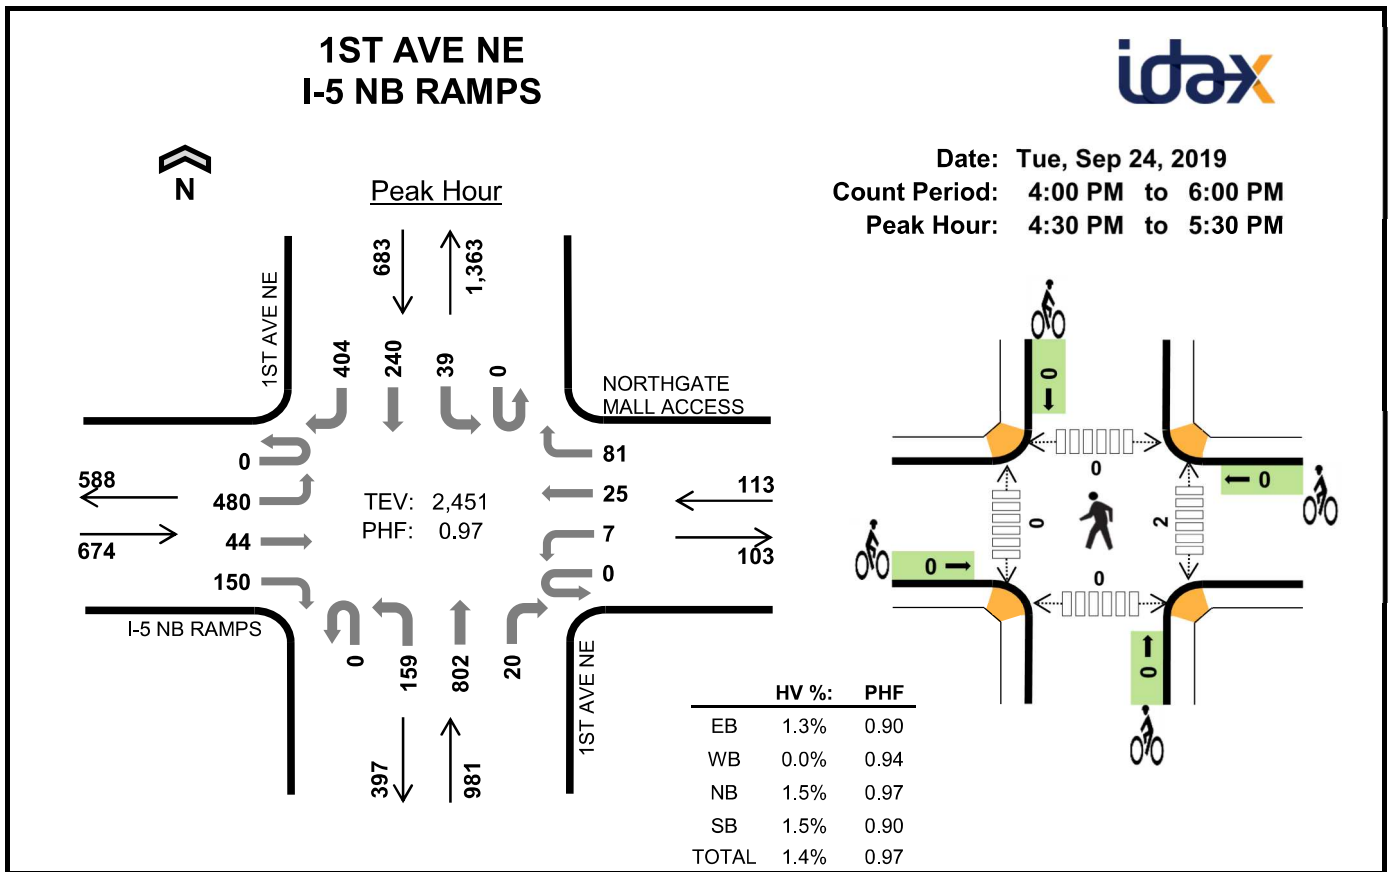 1ST AVE NE
I-5 NB RAMPS
idax
N
Peak Hour
Date: Tue, Sep 24, 2019
Count Period: 4:00 PM to 6:00 PM
Peak Hour: 4:30 PM to 5:30 PM
683
1,363
1ST AVE NE
404
240
39
0
NORTHGATE
MALL ACCESS
0
480
44
150
588
674
TEV: 2,451
PHF: 0.97
81
25
7
0
113
103
I-5 NB RAMPS
0
159
802
20
1ST AVE NE
397
981
0
0
0
0
2
0
0
0
HV %: PHF
EB 1.3% 0.90
WB 0.0% 0.94
NB 1.5% 0.97
SB 1.5% 0.90
TOTAL 1.4% 0.97